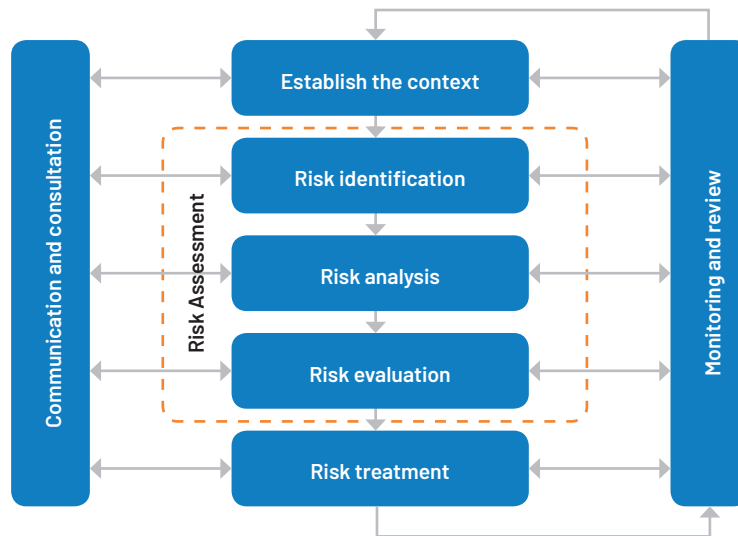 Communication and consultation
Establish the context
Risk Assessment
Risk identification
Risk analysis
Risk evaluation
Risk treatment
Monitoring and review